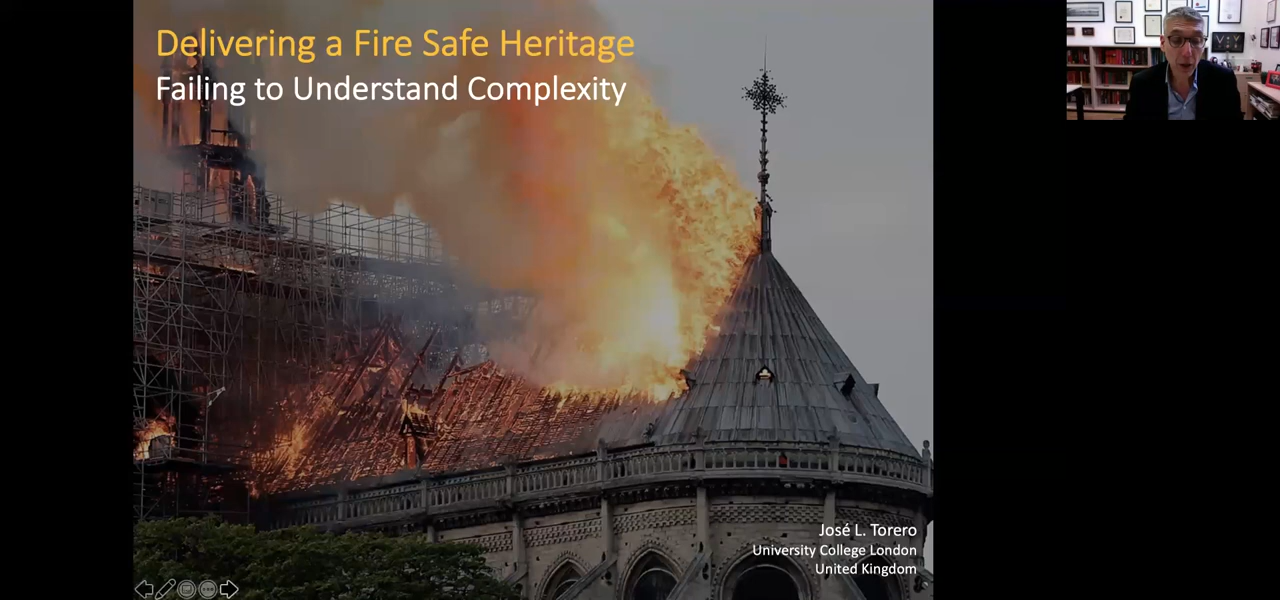 Delivering a Fire Safe Heritage
Failing to Understand Complexity
José L. Torero
University College London
United Kingdom